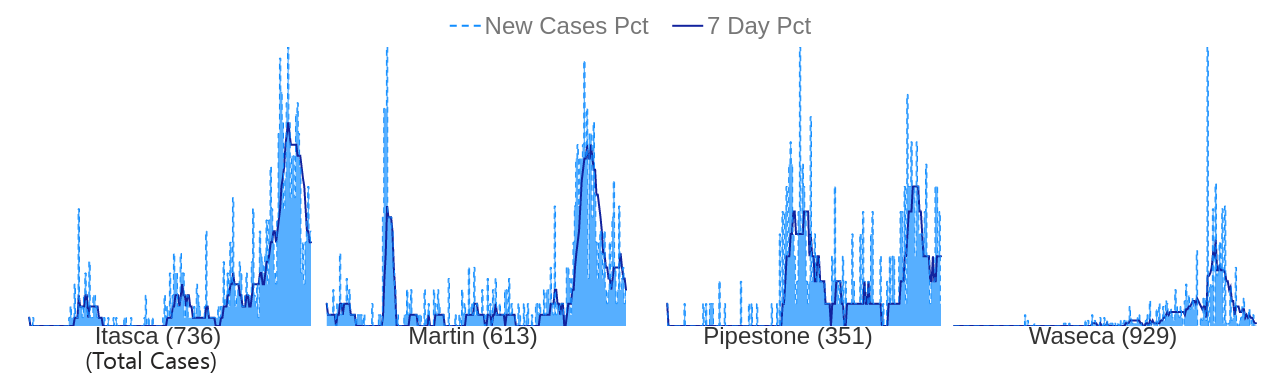 New Cases Pct 7 Day Pct
Itasca (736) Martin (613) Pipestone (351) Waseca (929)
(Total Cases)